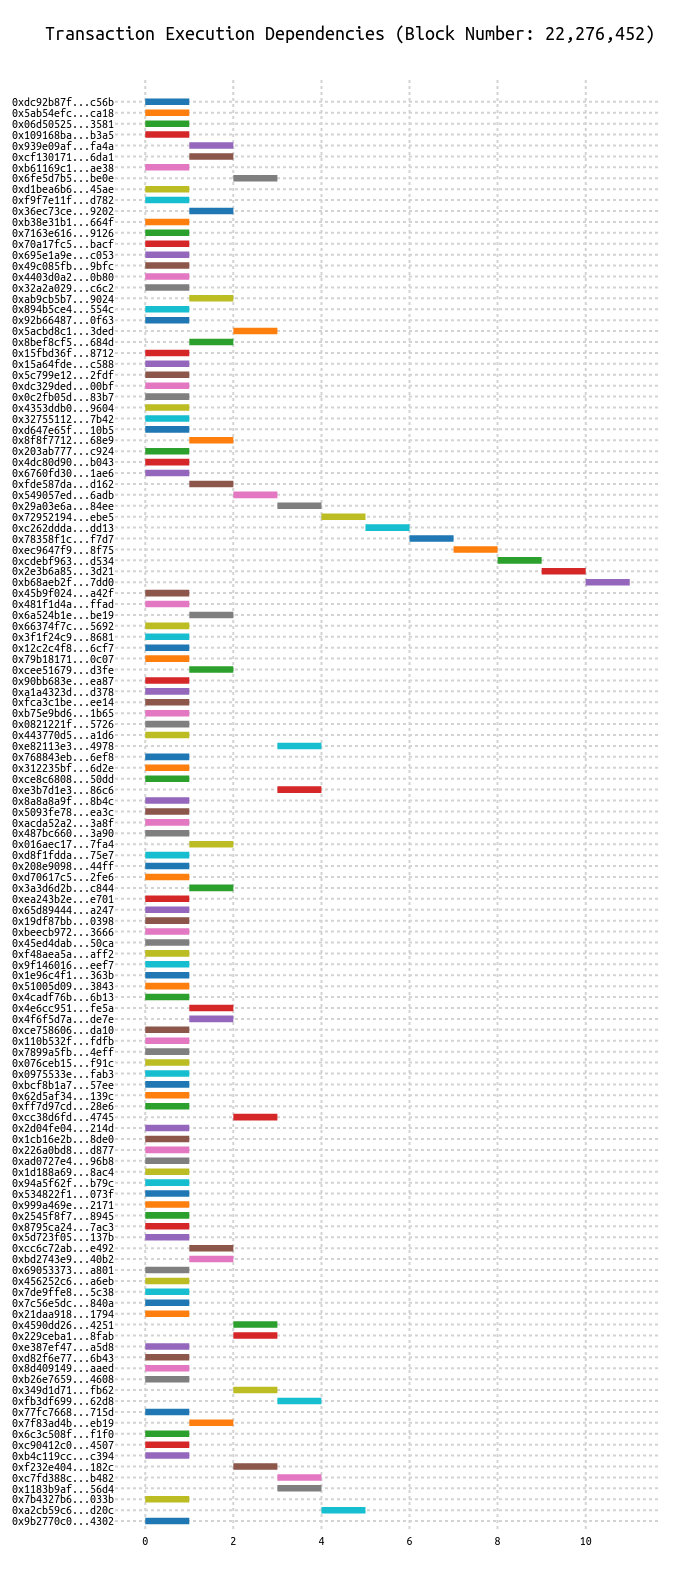 Transaction Execution Dependencies (Block Number: 22,276,452)
0xdc92b87f...c56b
0x5ab54efc...ca18
0x06d50525...3581
0x109168ba...b3a5
0x939e09af...fa4a
0xcf130171...6da1
0xb61169c1...ae38
0x6fe5d7b5...be0e
0xd1bea6b6...45ae
0xf9f7e11f...d782
0x36ec73ce...9202
0xb38e31b1...664f
0x7163e616...9126
0x70a17fc5...bacf
0x695e1a9e...c053
0x49c085fb...9bfc
0x4403d0a2...0b80
0x32a2a029...c6c2
0xab9cb5b7...9024
0x894b5ce4...554c
0x92b66487...0f63
0x5acbd8c1...3ded
0x8bef8cf5...684d
0x15fbd36f...8712
0x15a64fde...c588
0x5c799e12...2fdf
0xdc329ded...00bf
0x0c2fb05d...83b7
0x4353ddb0...9604
0x32755112...7b42
0xd647e65f...10b5
0x8f8f7712...68e9
0x203ab777...c924
0x4dc80d90...b043
0x6760fd30...1ae6
0xfde587da...d162
0x549057ed...6adb
0x29a03e6a...84ee
0x72952194...ebe5
0xc262ddda...dd13
0x78358f1c...f7d7
0xec9647f9...8f75
0xcdebf963...d534
0x2e3b6a85...3d21
0xb68aeb2f...7dd0
0x45b9f024...a42f
0x481f1d4a...ffad
0x6a524b1e...be19
0x66374f7c...5692
0x3f1f24c9...8681
0x12c2c4f8...6cf7
0x79b18171...0c07
0xcee51679...d3fe
0x90bb683e...ea87
0xa1a4323d...d378
0xfca3c1be...ee14
0xb75e9bd6...1b65
0x0821221f...5726
0x443770d5...a1d6
0xe82113e3...4978
0x768843eb...6ef8
0x312235bf...6d2e
0xce8c6808...50dd
0xe3b7d1e3...86c6
0x8a8a8a9f...8b4c
0x5093fe78...ea3c
0xacda52a2...3a8f
0x487bc660...3a90
0x016aec17...7fa4
0xd8f1fdda...75e7
0x208e9098...44ff
0xd70617c5...2fe6
0x3a3d6d2b...c844
0xea243b2e...e701
0x65d89444...a247
0x19df87bb...0398
0xbeecb972...3666
0x45ed4dab...50ca
0xf48aea5a...aff2
0x9f146016...eef7
0x1e96c4f1...363b
0x51005d09...3843
0x4cadf76b...6b13
0x4e6cc951...fe5a
0x4f6f5d7a...de7e
0xce758606...da10
0x110b532f...fdfb
0x7899a5fb...4eff
0x076ceb15...f91c
0x0975533e...fab3
0xbcf8b1a7...57ee
0x62d5af34...139c
0xff7d97cd...28e6
0xcc38d6fd...4745
0x2d04fe04...214d
0x1cb16e2b...8de0
0x226a0bd8...d877
0xad0727e4...96b8
0x1d188a69...8ac4
0x94a5f62f...b79c
0x534822f1...073f
0x999a469e...2171
0x2545f8f7...8945
0x8795ca24...7ac3
0x5d723f05...137b
0xcc6c72ab...e492
0xbd2743e9...40b2
0x69053373...a801
0x456252c6...a6eb
0x7de9ffe8...5c38
0x7c56e5dc...840a
0x21daa918...1794
0x4590dd26...4251
0x229ceba1...8fab
0xe387ef47...a5d8
0xd82f6e77...6b43
0x8d409149...aaed
0xb26e7659...4608
0x349d1d71...fb62
0xfb3df699...62d8
0x77fc7668...715d
0x7f83ad4b...eb19
0x6c3c508f...f1f0
0xc90412c0...4507
0xb4c119cc...c394
0xf232e404...182c
0xc7fd388c...b482
0x1183b9af...56d4
0x7b4327b6...033b
0xa2cb59c6...d20c
0x9b2770c0...4302
0 2 4 6 8 10